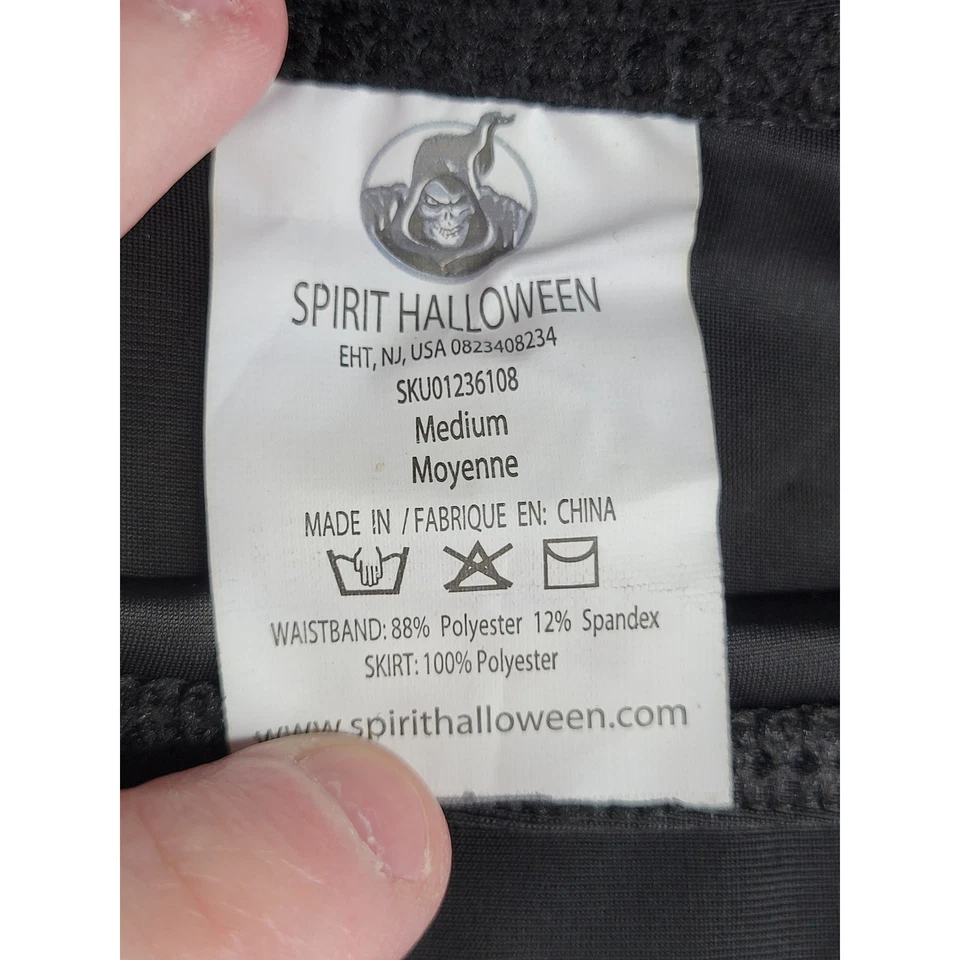 SPIRIT HALLOWEEN
EHT, NJ, USA 0823408234
SKU01236108
Medium
Moyenne
MADE IN / FABRIQUE EN: CHINA
WAISTBAND: 88% Polyester 12% Spandex
SKIRT: 100% Polyester
www.spirithalloween.com